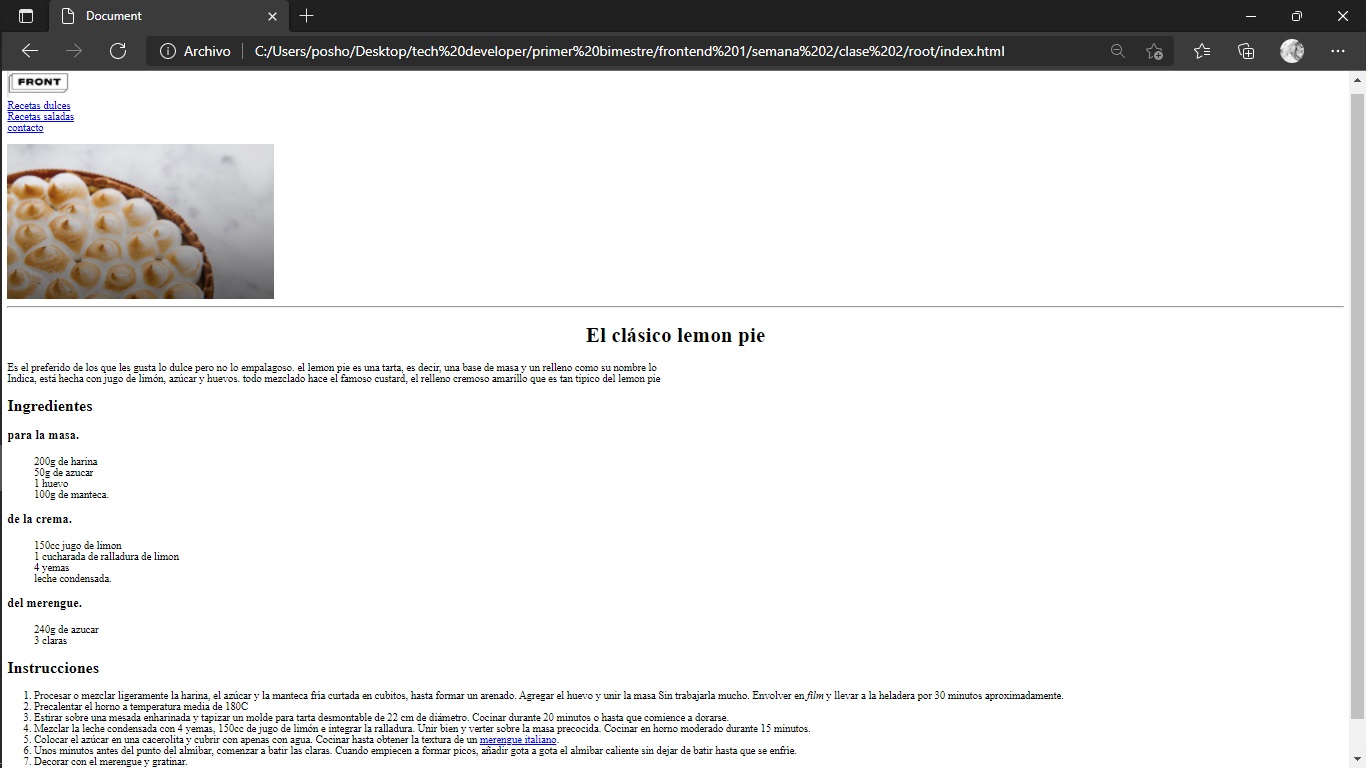 Document
Archivo
C:/Users/posho/Desktop/tech%20developer/primer%20bimestre/frontend%201/semana%202/clase%202/root/index.html
FRONT
Recetas dulces
Recetas saladas
contacto
El clásico lemon pie
Es el preferido de los que les gusta lo dulce pero no lo empalagoso. el lemon pie es una tarta, es decir, una base de masa y un relleno como su nombre lo
Indica, está hecha con jugo de limón, azúcar y huevos. todo mezclado hace el famoso custard, el relleno cremoso amarillo que es tan tipico del lemon pie
Ingredientes
para la masa.
200g de harina
50g de azucar
1 huevo
100g de manteca.
de la crema.
150cc jugo de limon
1 cucharada de ralladura de limon
4 yemas
leche condensada.
del merengue.
240g de azucar
3 claras
Instrucciones
1. Procesar o mezclar ligeramente la harina, el azúcar y la manteca fría curtada en cubitos, hasta formar un arenado. Agregar el huevo y unir la masa Sin trabajarla mucho. Envolver en film y llevar a la heladera por 30 minutos aproximadamente.
2. Precalentar el horno a temperatura media de 180C
3. Estirar sobre una mesada enharinada y tapizar un molde para tarta desmontable de 22 cm de diámetro. Cocinar durante 20 minutos o hasta que comience a dorarse.
4. Mezclar la leche condensada con 4 yemas, 150cc de jugo de limón e integrar la ralladura. Unir bien y verter sobre la masa precocida. Cocinar en horno moderado durante 15 minutos.
5. Colocar el azúcar en una cacerolita y cubrir con apenas con agua. Cocinar hasta obtener la textura de un merengue italiano.
6. Unos minutos antes del punto del almíbar, comenzar a batir las claras. Cuando empiecen a formar picos, añadir gota a gota el almibar caliente sin dejar de batir hasta que se enfrie.
7. Decorar con el merengue y gratinar.